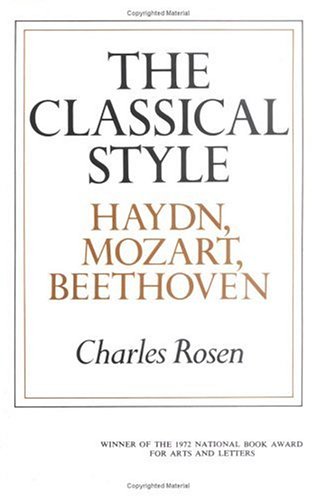 Copyrighted Material
THE
CLASSICAL
STYLE
HAYDN,
MOZART,
BEETHOVEN
Charles Rosen
WINNER OF THE 1972 NATIONAL BOOK AWARD
FOR ARTS AND LETTERS
Copyrighted Material